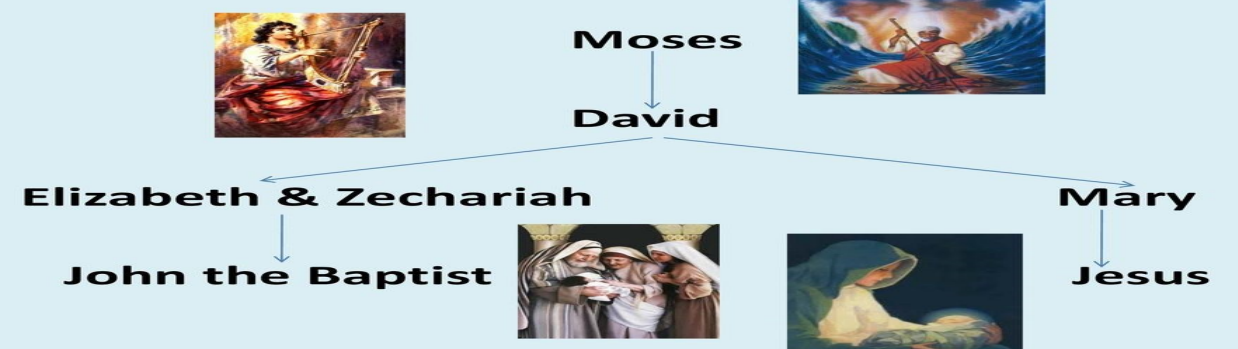 Moses
David
Elizabeth & Zechariah
Mary
John the Baptist
Jesus